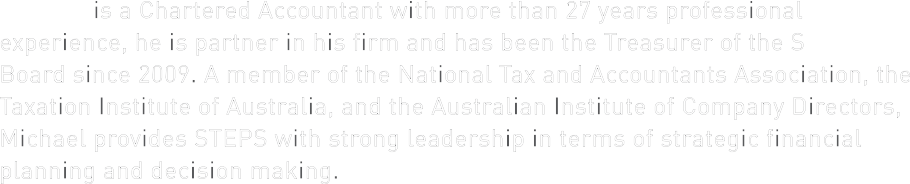 is a Chartered Accountant with more than 27 years professional
experience, he is partner in his firm and has been the Treasurer of the S
Board since 2009. A member of the National Tax and Accountants Association, the
Taxation Institute of Australia, and the Australian Institute of Company Directors,
Michael provides STEPS with strong leadership in terms of strategic financial
planning and decision making.